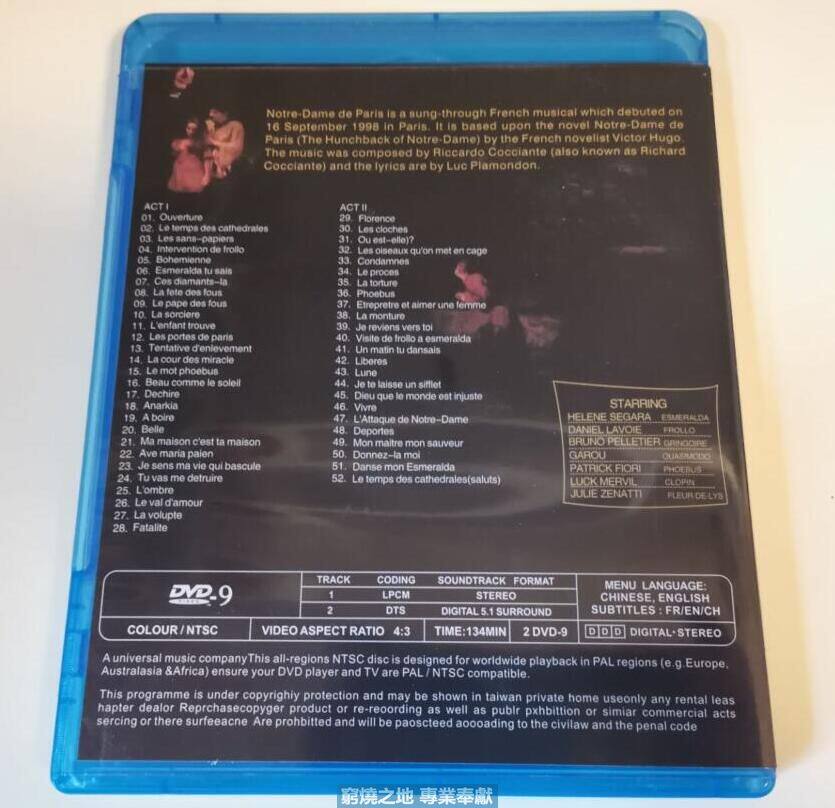 Notre-Dame de Paris is a sung-through French musical which debuted on
16 September 1998 in Paris. It is based upon the novel Notre-Dame de
Paris (The Hunchback of Notre-Dame) by the French novelist Victor Hugo.
The music was composed by Riccardo Cocciante (also known as Richard
Cocciante) and the lyrics are by Luc Plamondon.
ACT I
01. Ouverture
02. Le temps des cathedrales
03. Les sans-papiers
04. Intervention de frollo
05. Bohemienne
06. Esmeralda tu sais
07. Ces diamants-la
08. La fete des fous
09. Le pape des fous
10. La sorciere
11. L'enfant trouve
12. Les portes de paris
13. Tentative d'enlevement
14. La cour des miracle
15. Le mot phoebus
16. Beau comme le soleil
17. Dechire
18. Anarkia
19. A boire
20. Belle
21. Ma maison c'est ta maison
22. Ave maria paien
23. Je sens ma vie qui bascule
24. Tu vas me detruire
25. L'ombre
26. Le val d'amour
27. La volupte
28. Fatalite
ACT II
29. Florence
30. Les cloches
31. Ou est-elle)?
32. Les oiseaux qu'on met en cage
33. Condamnes
34. Le proces
35. La torture
36. Phoebus
37. Etrepretre et aimer une femme
38. La monture
39. Je reviens vers toi
40. Visite de frollo a esmeralda
41. Un matin tu dansais
42. Liberes
43. Lune
44. Je te laisse un sifflet
45. Dieu que le monde est injuste
46. Vivre
47. L'Attaque de Notre-Dame
48. Deportes
49. Mon maitre mon sauveur
50. Donnez-la moi
51. Danse mon Esmeralda
52. Le temps des cathedrales(saluts)
STARRING
HELENE SEGARA ESMERALDA
DANIEL LAVOIE FROLLO
BRUNO PELLETIER GRINGOIRE
GAROU QUASIMODO
PATRICK FIORI PHOEBUS
LUCK MERVIL CLOPIN
JULIE ZENATTI FLEUR-DE-LYS
DVD-9
VIDEO
TRACK CODING SOUNDTRACK FORMAT
1 LPCM STEREO
2 DTS DIGITAL 5.1 SURROUND
MENU LANGUAGE:
CHINESE, ENGLISH
SUBTITLES : FR/EN/CH
COLOUR / NTSC VIDEO ASPECT RATIO 4:3 TIME:134MIN 2 DVD-9 D D D DIGITAL·STEREO
A universal music companyThis all-regions NTSC disc is designed for worldwide playback in PAL regions (e.g.Europe,
Australasia &Africa) ensure your DVD player and TV are PAL / NTSC compatible.
This programme is under copyrighiy protection and may be shown in taiwan private home useonly any rental leas
hapter dealor Reprchasecopyger product or re-reoording as well as publr pxhbition or simiar commercial acts
sercing or there surfeeacne Are prohbitted and will be paoscteed aoooading to the civilaw and the penal code
窮燒之地 專業奉獻